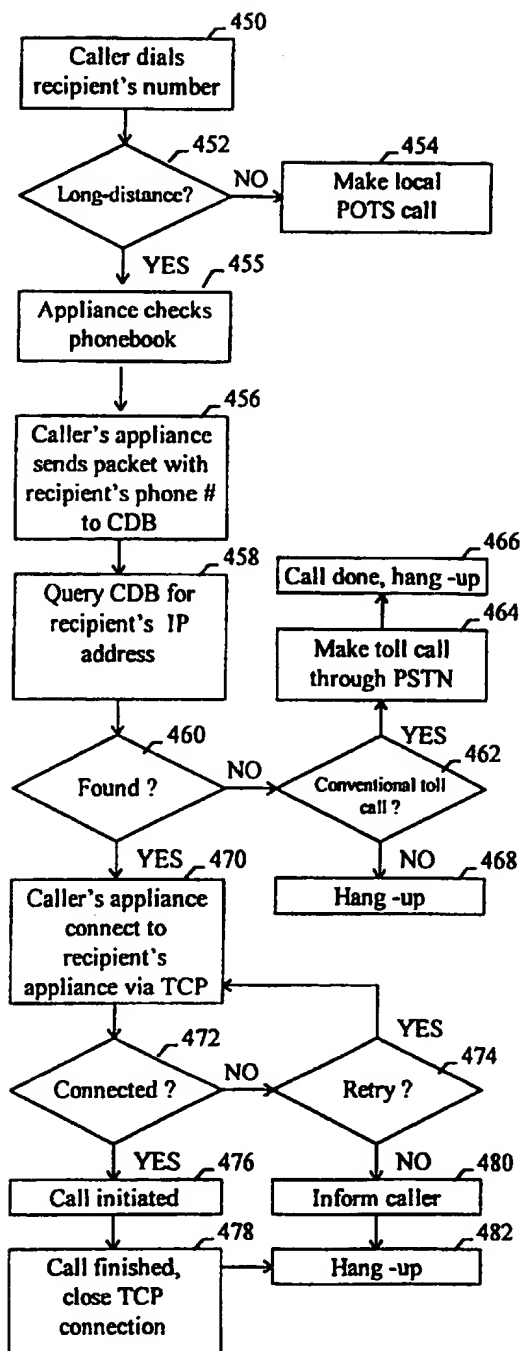 450
Caller dials
recipient's number
452
Long-distance?
NO
454
Make local
POTS call
YES
455
Appliance checks
phonebook
456
Caller's appliance
sends packet with
recipient's phone #
to CDB
458
Query CDB for
recipient's IP
address
466
Call done, hang -up
464
Make toll call
through PSTN
YES
460
Found ?
NO
462
Conventional toll
call ?
YES
470
NO
468
Hang -up
Caller's appliance
connect to
recipient's
appliance via TCP
YES
472
Connected ?
NO
474
Retry ?
YES
476
Call initiated
NO
480
Inform caller
478
Call finished,
close TCP
connection
482
Hang -up